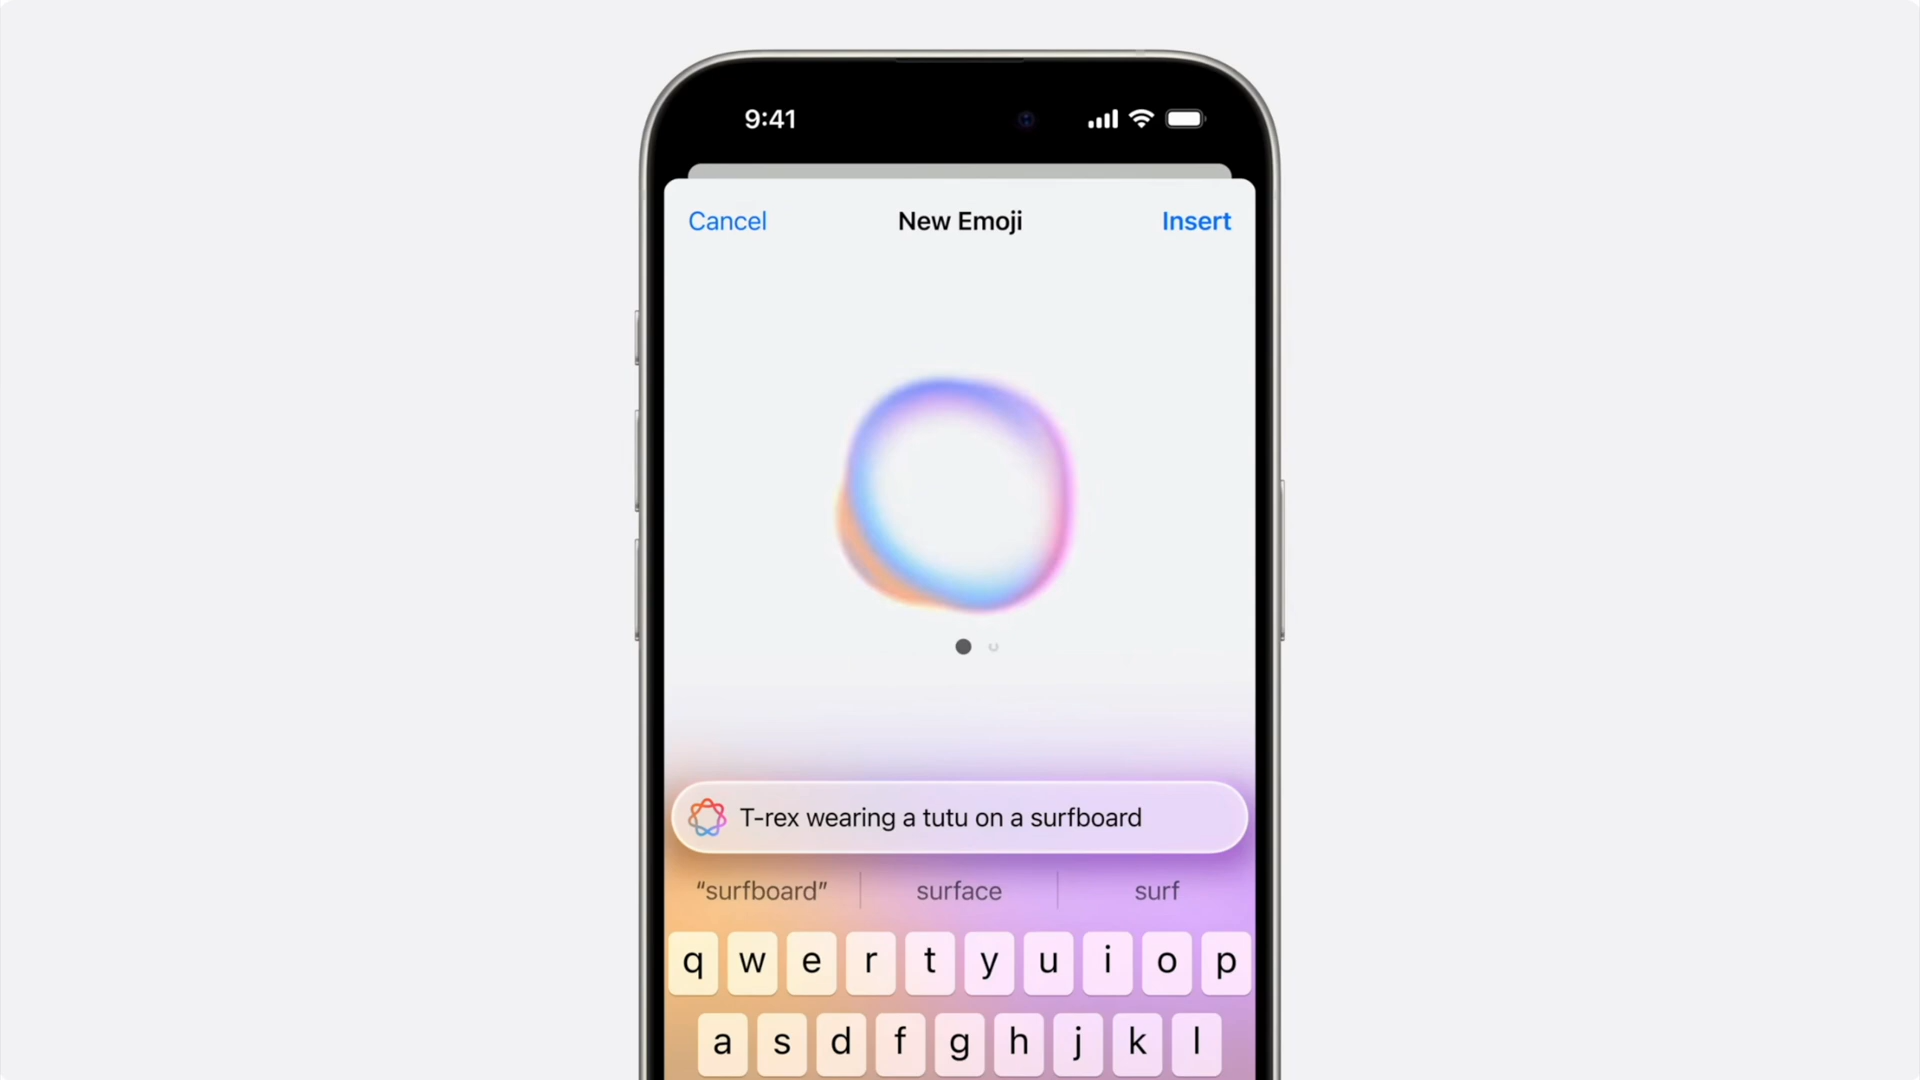 9:41
Cancel New Emoji Insert
T-rex wearing a tutu on a surfboard
“surfboard” surface surf
q w e r t y u i o p
a s d f g h j k l